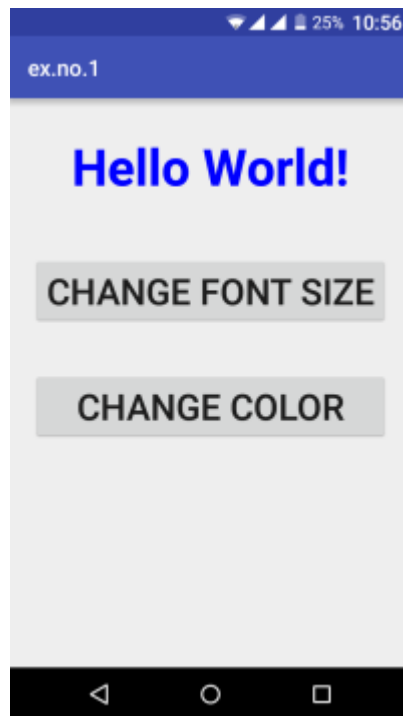 25% 10:56
ex.no.1
Hello World!
CHANGE FONT SIZE
CHANGE COLOR